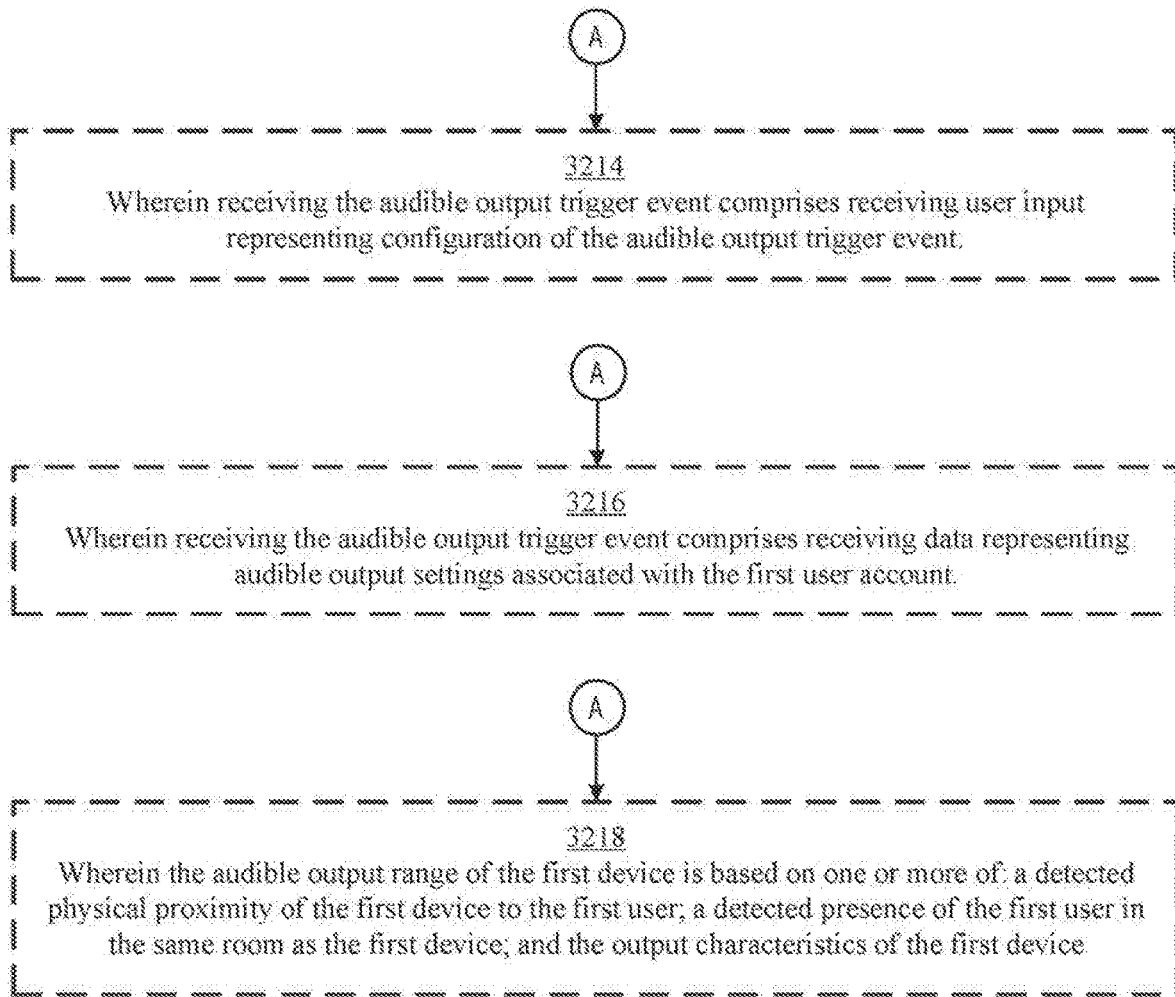 A
3214
Wherein receiving the audible output trigger event comprises receiving user input
representing configuration of the audible output trigger event.
A
3216
Wherein receiving the audible output trigger event comprises receiving data representing
audible output settings associated with the first user account.
A
3218
Wherein the audible output range of the first device is based on one or more of: a detected
physical proximity of the first device to the first user; a detected presence of the first user in
the same room as the first device; and the output characteristics of the first device